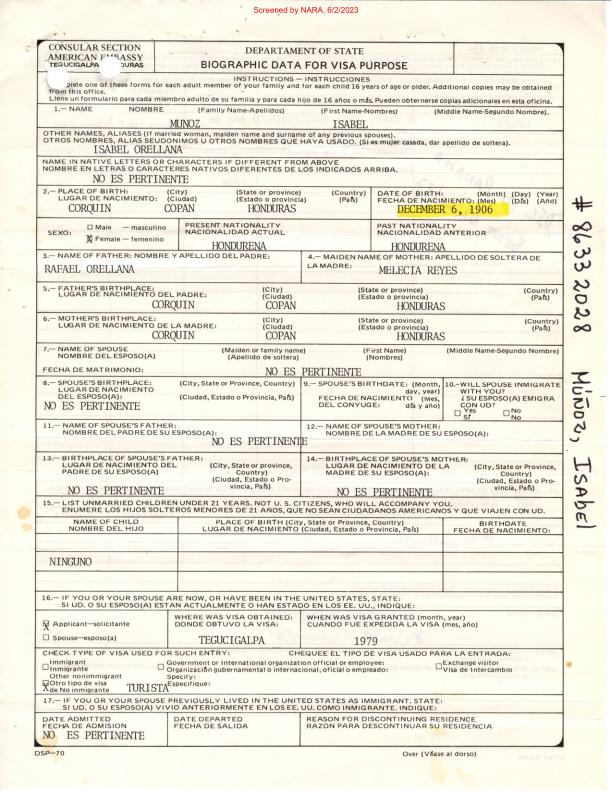 Screened by NARA, 6/2/2023
CONSULAR SECTION
AMERICAN EMBASSY
TEGUCIGALPA URAS
DEPARTAMENT OF STATE
BIOGRAPHIC DATA FOR VISA PURPOSE
INSTRUCTIONS — INSTRUCCIONES
plete one of these forms for each adult member of your family and for each child 16 years of age or older. Additional copies may be obtained
from this office.
Llene un formulario para cada miembro adulto de su familia y para cada hijo de 16 años o más. Pueden obtenerse copias adicionales en esta oficina.
1.— NAME NOMBRE (Family Name-Apellidos) (First Name-Nombres) (Middle Name-Segundo Nombre).
MUNOZ ISABEL
OTHER NAMES, ALIASES (If married woman, maiden name and surname of any previous spouses).
OTROS NOMBRES, ALIAS SEUDONIMOS U OTROS NOMBRES QUE HAYA USADO. (Si es mujer casada, dar apellido de soltera).
ISABEL ORELLANA
NAME IN NATIVE LETTERS OR CHARACTERS IF DIFFERENT FROM ABOVE
NOMBRE EN LETRAS O CARACTERES NATIVOS DIFERENTES DE LOS INDICADOS ARRIBA.
NO ES PERTINENTE
2.— PLACE OF BIRTH: (City) (State or province) (Country)
LUGAR DE NACIMIENTO: (Ciudad) (Estado o provincia) (País)
CORQUIN COPAN HONDURAS
DATE OF BIRTH: (Month) (Day) (Year)
FECHA DE NACIMIENTO: (Mes) (Día) (Año)
DECEMBER 6, 1906
SEXO: Male — masculino
X Female — femenino
PRESENT NATIONALITY
NACIONALIDAD ACTUAL
HONDURENA
PAST NATIONALITY
NACIONALIDAD ANTERIOR
HONDURENA
3.— NAME OF FATHER: NOMBRE Y APELLIDO DEL PADRE:
RAFAEL ORELLANA
4.— MAIDEN NAME OF MOTHER: APELLIDO DE SOLTERA DE
LA MADRE:
MELECIA REYES
5.— FATHER'S BIRTHPLACE: (City) (State or province) (Country)
LUGAR DE NACIMIENTO DEL PADRE: (Ciudad) (Estado o provincia) (País)
CORQUIN COPAN HONDURAS
6.— MOTHER'S BIRTHPLACE: (City) (State or province) (Country)
LUGAR DE NACIMIENTO DE LA MADRE: (Ciudad) (Estado o provincia) (País)
CORQUIN COPAN HONDURAS
7.— NAME OF SPOUSE (Maiden or family name) (First Name) (Middle Name-Segundo Nombre)
NOMBRE DEL ESPOSO(A) (Apellido de soltera) (Nombres)
FECHA DE MATRIMONIO: NO ES PERTINENTE
8.— SPOUSE'S BIRTHPLACE: (City, State or Province, Country)
LUGAR DE NACIMIENTO
DEL ESPOSO(A): (Ciudad, Estado o Provincia, País)
NO ES PERTINENTE
9.— SPOUSE'S BIRTHDATE: (Month,
day, year)
FECHA DE NACIMIENTO (Mes,
DEL CONYUGE: día y año)
10.-WILL SPOUSE INMIGRATE
WITH YOU?
¿SU ESPOSO(A) EMIGRA
CON UD?
Yes No
Sí No
11.— NAME OF SPOUSE'S FATHER:
NOMBRE DEL PADRE DE SU ESPOSO(A):
NO ES PERTINENTE
12.— NAME OF SPOUSE'S MOTHER:
NOMBRE DE LA MADRE DE SU ESPOSO(A):
13.— BIRTHPLACE OF SPOUSE'S FATHER:
LUGAR DE NACIMIENTO DEL (City, State or province,
PADRE DE SU ESPOSO(A) Country)
(Ciudad, Estado o Pro-
vincia, País)
NO ES PERTINENTE
14.— BIRTHPLACE OF SPOUSE'S MOTHER:
LUGAR DE NACIMIENTO DE LA (City, State or province,
MADRE DE SU ESPOSO(A): Country)
(Ciudad, Estado o Pro-
vincia, País)
NO ES PERTINENTE
15.— LIST UNMARRIED CHILDREN UNDER 21 YEARS. NOT U. S. CITIZENS, WHO WILL ACCOMPANY YOU.
ENUMERE LOS HIJOS SOLTEROS MENORES DE 21 AÑOS, QUE NO SEAN CIUDADANOS AMERICANOS Y QUE VIAJEN CON UD.
NAME OF CHILD PLACE OF BIRTH (City, State or Province, Country) BIRTHDATE
NOMBRE DEL HIJO LUGAR DE NACIMIENTO (Ciudad, Estado o Provincia, País) FECHA DE NACIMIENTO:
NINGUNO
16.— IF YOU OR YOUR SPOUSE ARE NOW, OR HAVE BEEN IN THE UNITED STATES, STATE:
SI UD. O SU ESPOSO(A) ESTAN ACTUALMENTE O HAN ESTADO EN LOS EE. UU., INDIQUE:
X Applicant—solicitante
Spouse—esposo(a)
WHERE WAS VISA OBTAINED:
DONDE OBTUVO LA VISA:
TEGUCIGALPA
WHEN WAS VISA GRANTED (month, year)
CUANDO FUE EXPEDIDA LA VISA (mes, año)
1979
CHECK TYPE OF VISA USED FOR SUCH ENTRY: CHEQUEE EL TIPO DE VISA USADO PARA LA ENTRADA:
Immigrant Government or International organization official or employee: Exchange visitor
Inmigrante Organización gubernamental o internacional, oficial o empleado: Visa de Intercambio
Other nonimmigrant Specify:
X Otro tipo de visa Especifique:
de No inmigrante TURISTA
17.— IF YOU OR YOUR SPOUSE PREVIOUSLY LIVED IN THE UNITED STATES AS IMMIGRANT. STATE:
SI UD. O SU ESPOSO(A) VIVIO ANTERIORMENTE EN LOS EE. UU. COMO INMIGRANTE. INDIQUE:
DATE ADMITTED DATE DEPARTED REASON FOR DISCONTINUING RESIDENCE
FECHA DE ADMISION FECHA DE SALIDA RAZON PARA DESCONTINUAR SU RESIDENCIA
NO ES PERTINENTE
DSP—70 Over (Véase al dorso)
# 8633 2028 MÚÑOZ, ISAbel